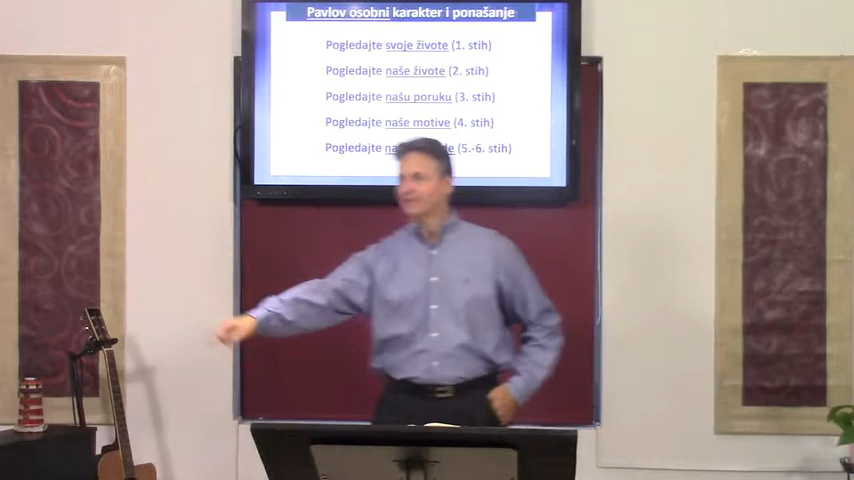 Pavlov osobni karakter i ponašanje
Pogledajte svoje živote (1. stih)
Pogledajte naše živote (2. stih)
Pogledajte našu poruku (3. stih)
Pogledajte naše motive (4. stih)
Pogledajte (5.-6. stih)